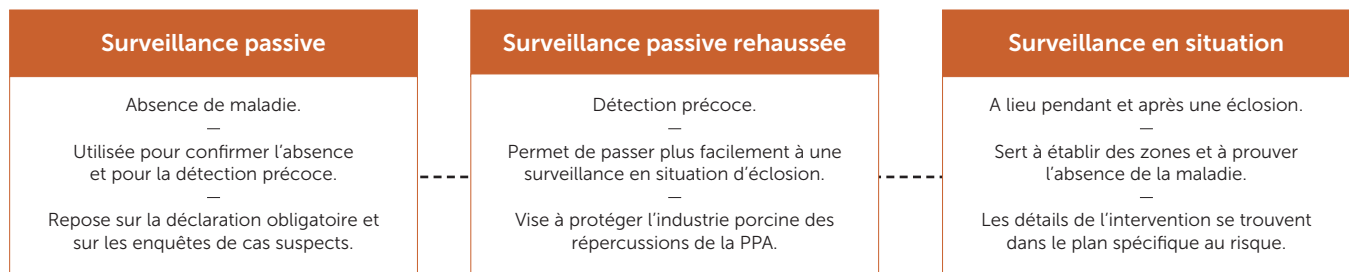 Surveillance passive
Absence de maladie.
—
Utilisée pour confirmer l’absence
et pour la détection précoce.
—
Repose sur la déclaration obligatoire et
sur les enquêtes de cas suspects.
Surveillance passive rehaussée
Détection précoce.
—
Permet de passer plus facilement à une
surveillance en situation d’éclosion.
—
Vise à protéger l’industrie porcine des
répercussions de la PPA.
Surveillance en situation
A lieu pendant et après une éclosion.
—
Sert à établir des zones et à prouver
l’absence de la maladie.
—
Les détails de l’intervention se trouvent
dans le plan spécifique au risque.